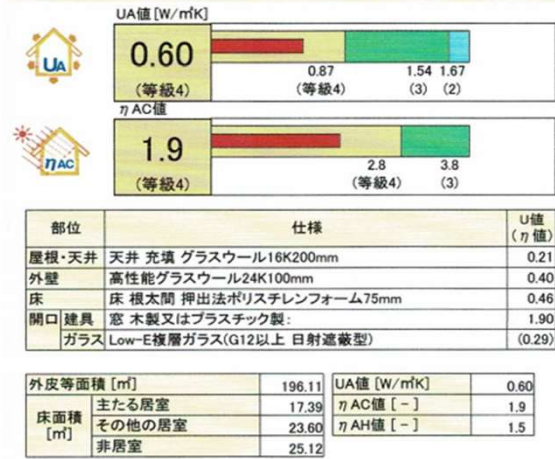 UA値 [W/㎡K]
UA
0.60
(等級4)
0.87
(等級4)
1.54
(3)
1.67
(2)
η AC値
ηAC
1.9
(等級4)
2.8
(等級4)
3.8
(3)
部位 仕様 U値 (η 値)
屋根・天井 天井 充填 グラスウール16K200mm 0.21
外壁 高性能グラスウール24K100mm 0.40
床 床 根太間 押出法ポリスチレンフォーム75mm 0.46
開口 建具 窓 木製又はプラスチック製: 1.90
ガラス Low-E複層ガラス(G12以上 日射遮蔽型) (0.29)
外皮等面積 [㎡] 196.11
床面積 [㎡] 主たる居室 17.39
その他の居室 23.60
非居室 25.12
UA値 [W/㎡K] 0.60
η AC値 [－] 1.9
η AH値 [－] 1.5